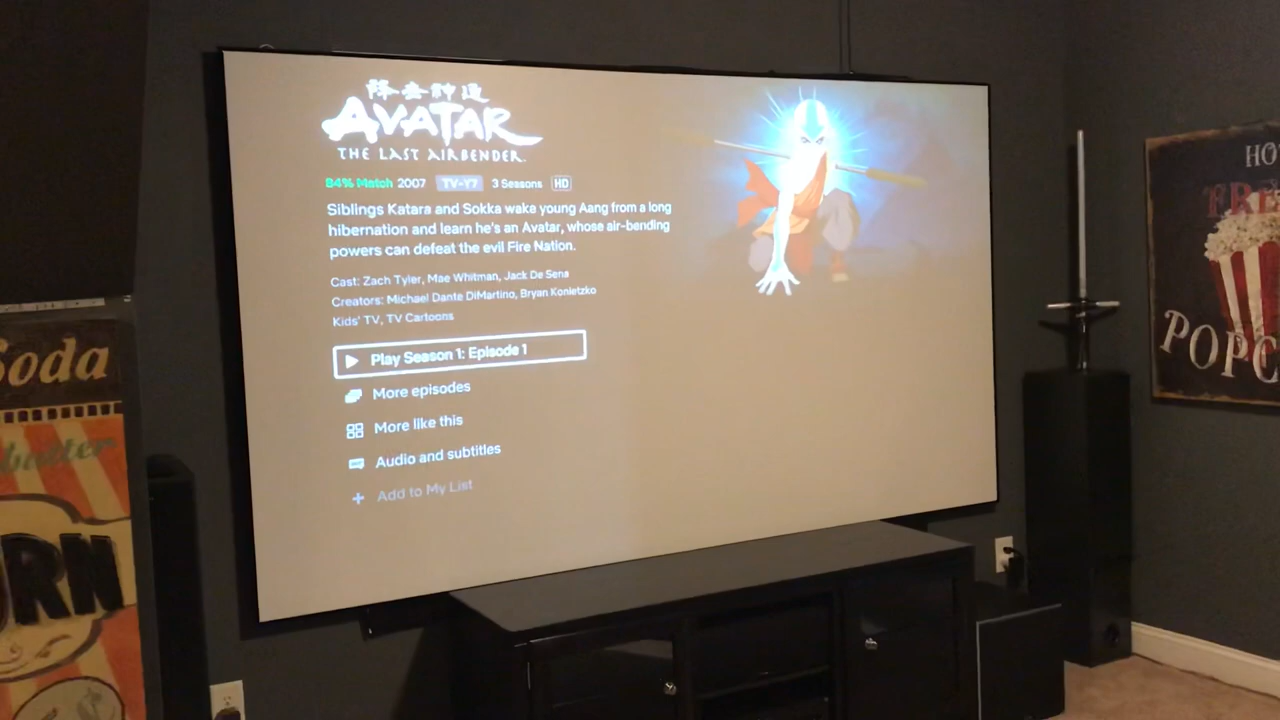 降去神通
AVATAR
THE LAST AIRBENDER.
84% Match 2007 TV-Y7 3 Seasons HD
Siblings Katara and Sokka wake young Aang from a long
hibernation and learn he's an Avatar, whose air-bending
powers can defeat the evil Fire Nation.
Cast: Zach Tyler, Mae Whitman, Jack De Sena
Creators: Michael Dante DiMartino, Bryan Konietzko
Kids' TV, TV Cartoons
Play Season 1: Episode 1
More episodes
More like this
Audio and subtitles
Add to My List
Soda
butter
ORN
HO
FRE
POPC